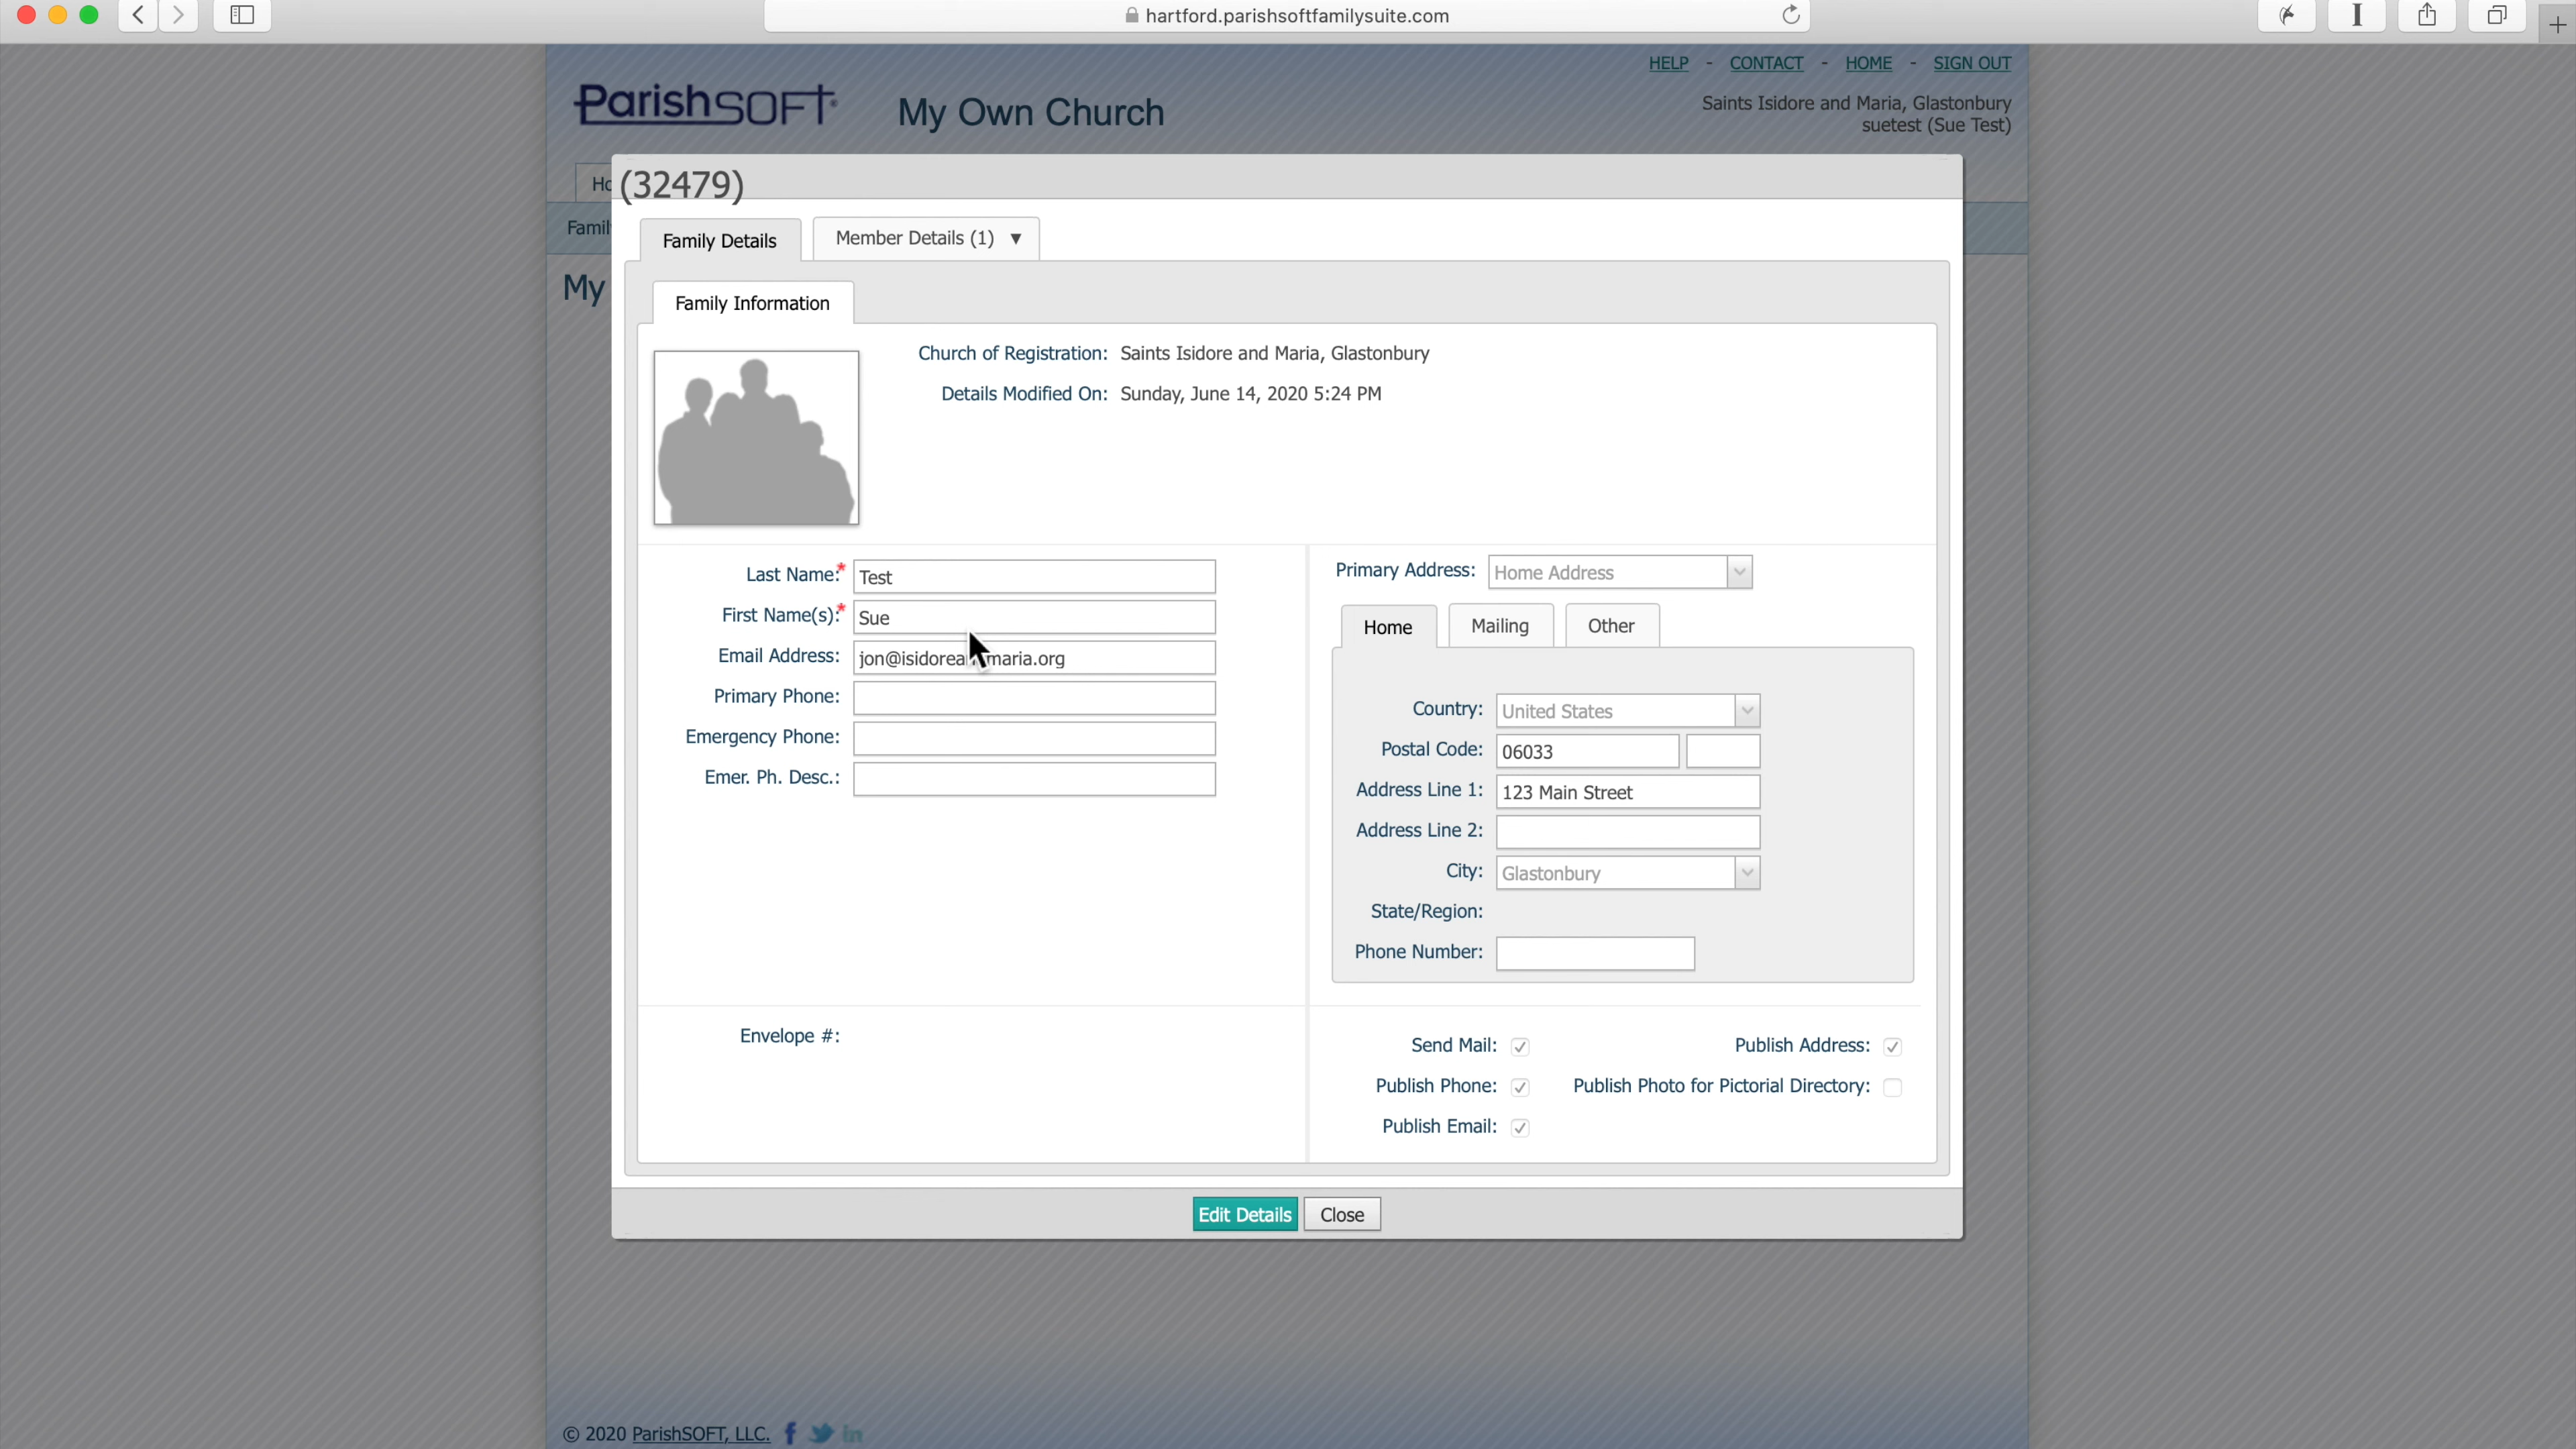 hartford.parishsoftfamilysuite.com
HELP - CONTACT - HOME - SIGN OUT
ParishSOFT
My Own Church
Saints Isidore and Maria, Glastonbury
suetest (Sue Test)
(32479)
Family Details
Member Details (1) ▼
My
Family Information
Church of Registration: Saints Isidore and Maria, Glastonbury
Details Modified On: Sunday, June 14, 2020 5:24 PM
Last Name:* Test
First Name(s):* Sue
Email Address:
Primary Phone:
Emergency Phone:
Emer. Ph. Desc.:
Primary Address: Home Address
Home Mailing Other
Country: United States
Postal Code: 06033
Address Line 1: 123 Main Street
Address Line 2:
City: Glastonbury
State/Region:
Phone Number:
Envelope #:
Send Mail: Publish Address:
Publish Phone: Publish Photo for Pictorial Directory:
Publish Email:
Edit Details Close
© 2020 ParishSOFT, LLC.